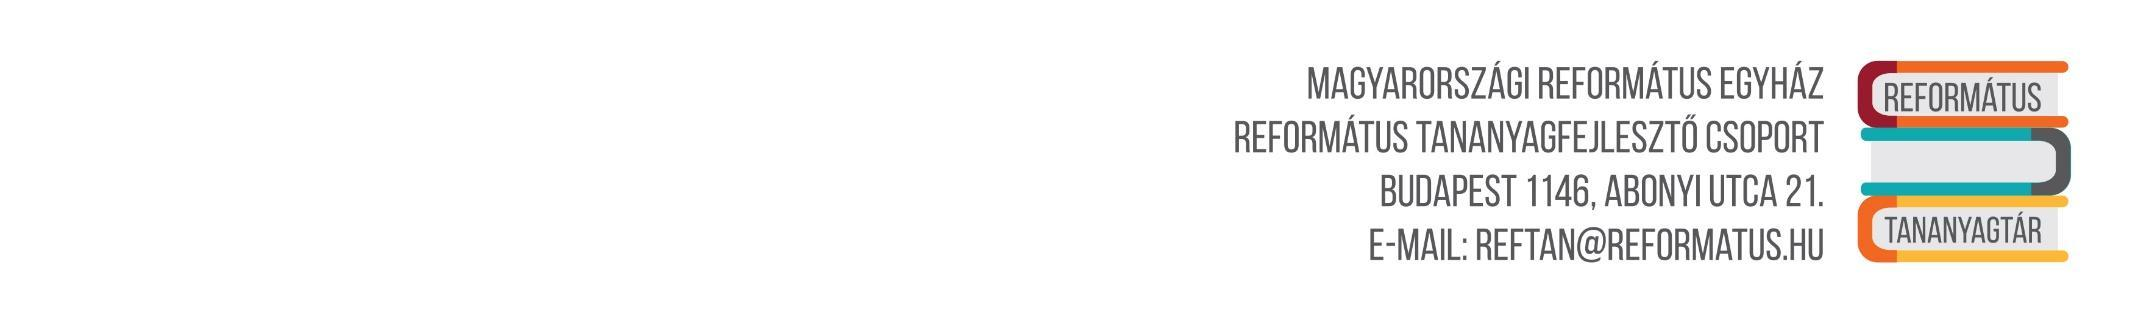 MAGYARORSZÁGI REFORMÁTUS EGYHÁZ
REFORMÁTUS TANANYAGFEJLESZTŐ CSOPORT
BUDAPEST 1146, ABONYI UTCA 21.
E-MAIL: REFTAN@REFORMATUS.HU
REFORMÁTUS
TANANYAGTÁR